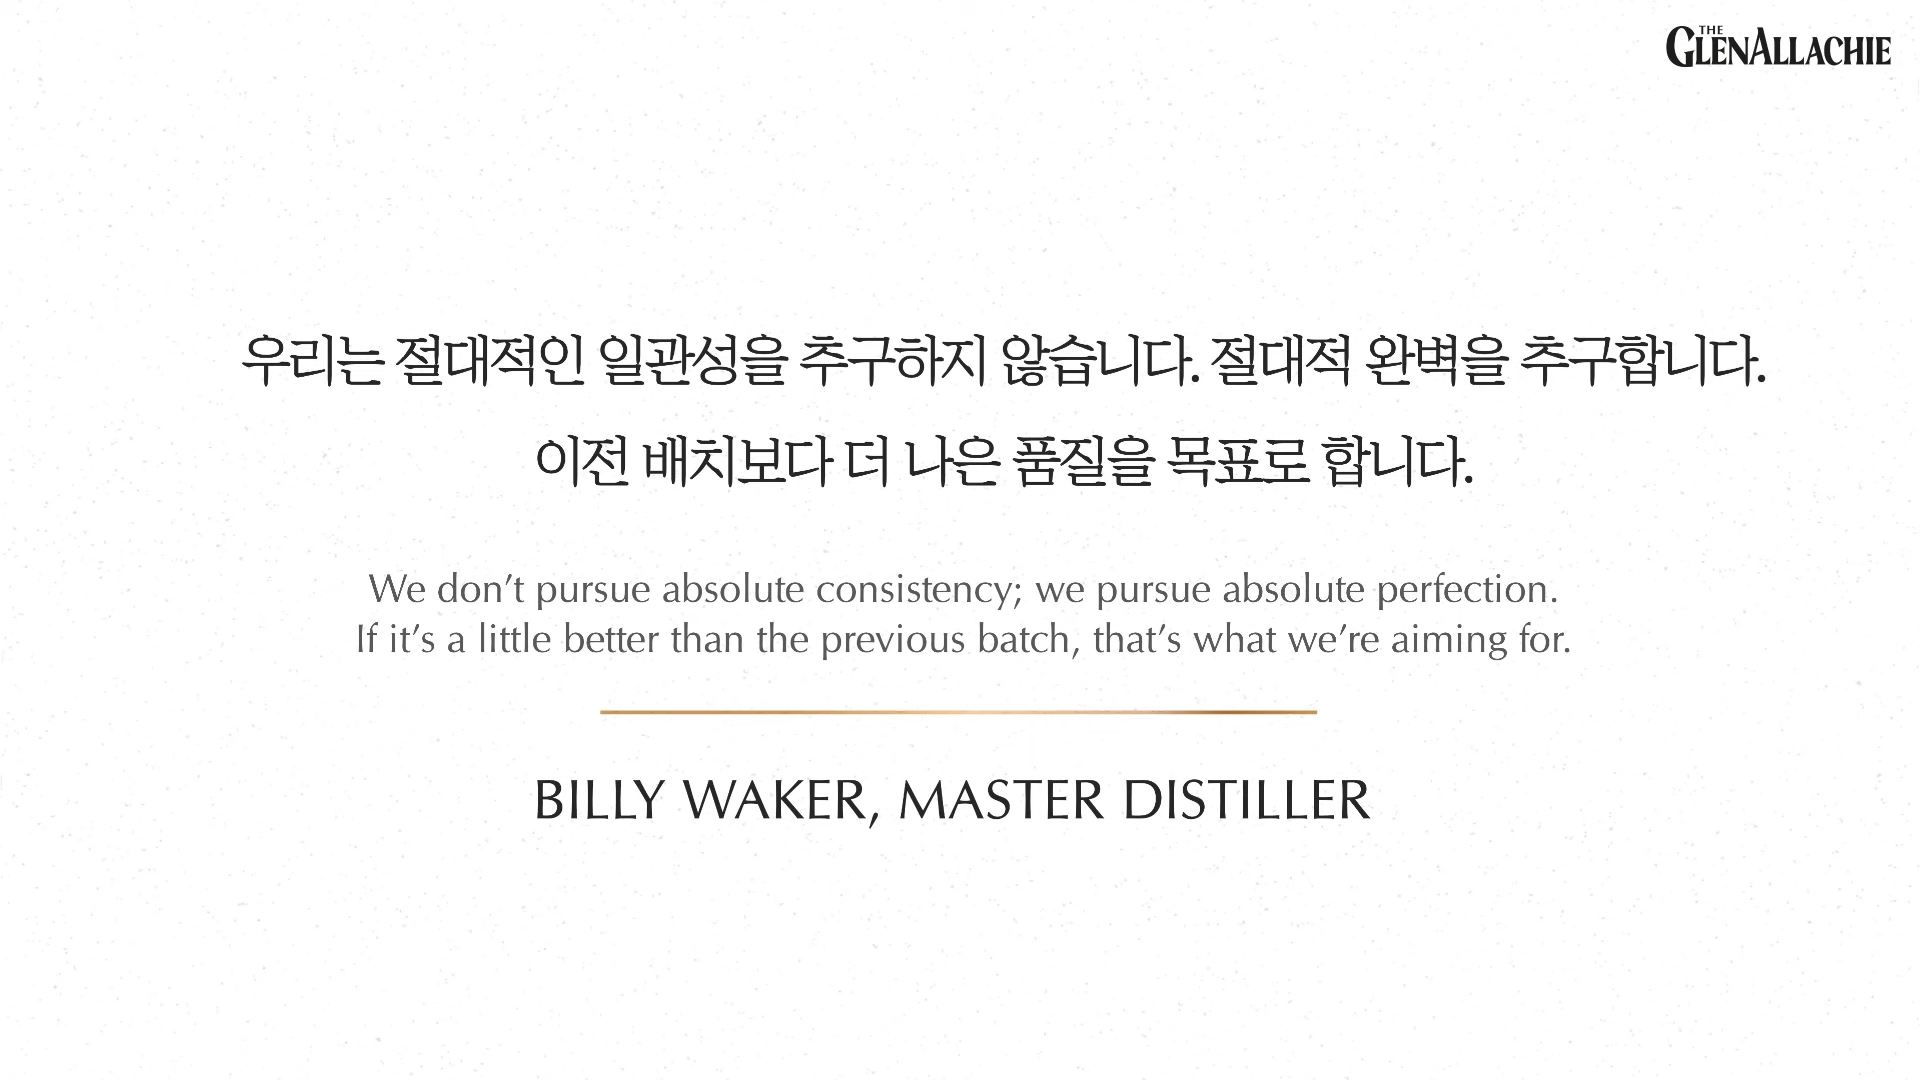 THE GLENALLACHIE
우리는 절대적인 일관성을 추구하지 않습니다. 절대적 완벽을 추구합니다.
이전 배치보다 더 나은 품질을 목표로 합니다.
We don’t pursue absolute consistency; we pursue absolute perfection.
If it’s a little better than the previous batch, that’s what we’re aiming for.
BILLY WAKER, MASTER DISTILLER